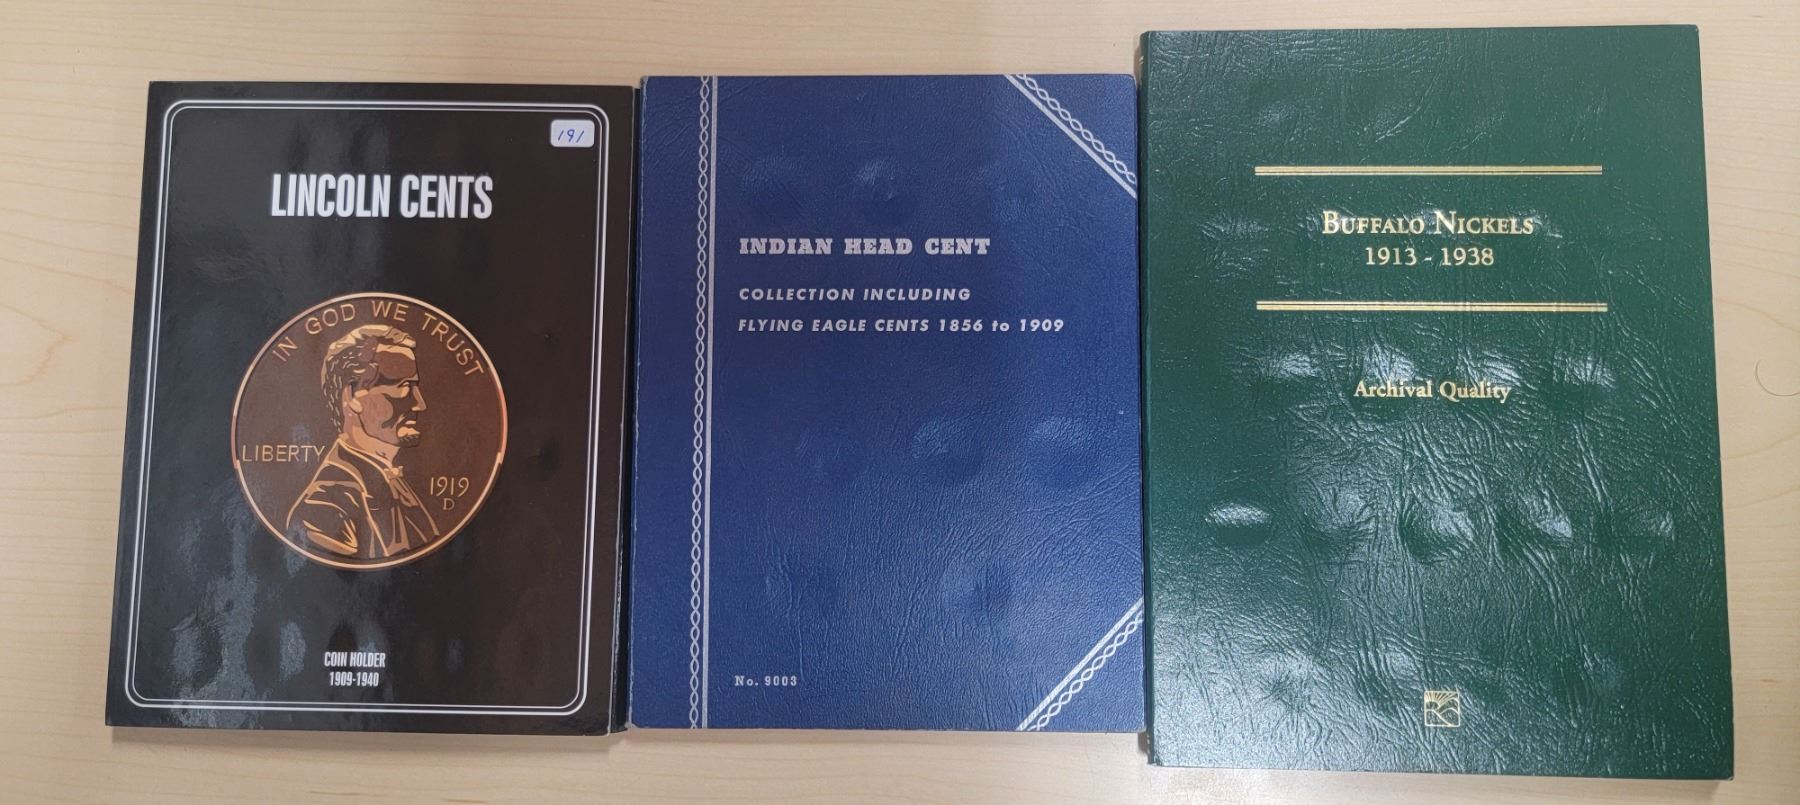 191
LINCOLN CENTS
IN GOD WE TRUST
LIBERTY
1919
D
COIN HOLDER
1909-1940
INDIAN HEAD CENT
COLLECTION INCLUDING
FLYING EAGLE CENTS 1856 to 1909
No. 9003
BUFFALO NICKELS
1913 - 1938
Archival Quality